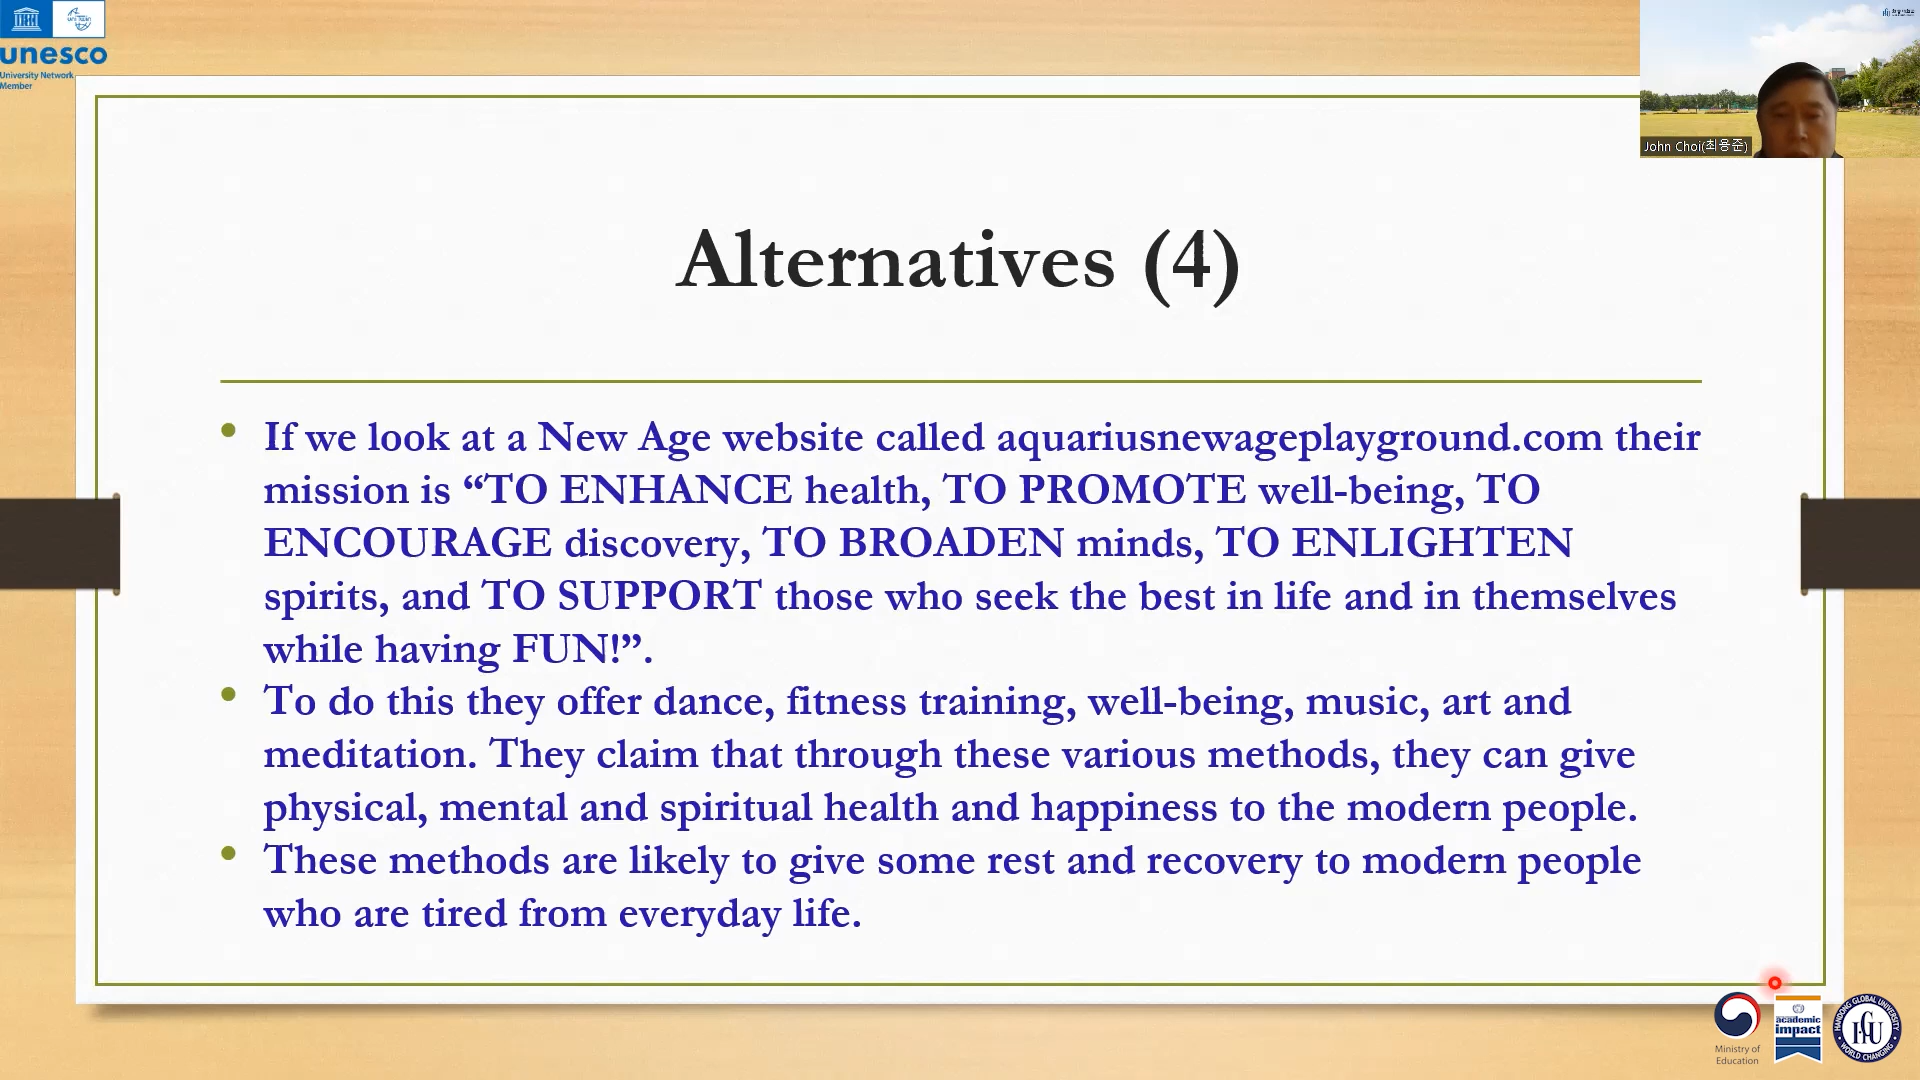 unesco
University Network
Member
John Choi(최용준)
Alternatives (4)
• If we look at a New Age website called aquariusnewageplayground.com their
mission is “TO ENHANCE health, TO PROMOTE well-being, TO
ENCOURAGE discovery, TO BROADEN minds, TO ENLIGHTEN
spirits, and TO SUPPORT those who seek the best in life and in themselves
while having FUN!”.
• To do this they offer dance, fitness training, well-being, music, art and
meditation. They claim that through these various methods, they can give
physical, mental and spiritual health and happiness to the modern people.
• These methods are likely to give some rest and recovery to modern people
who are tired from everyday life.
Ministry of
Education
academic
impact
HANDONG GLOBAL UNIVERSITY
WORLD CHANGING